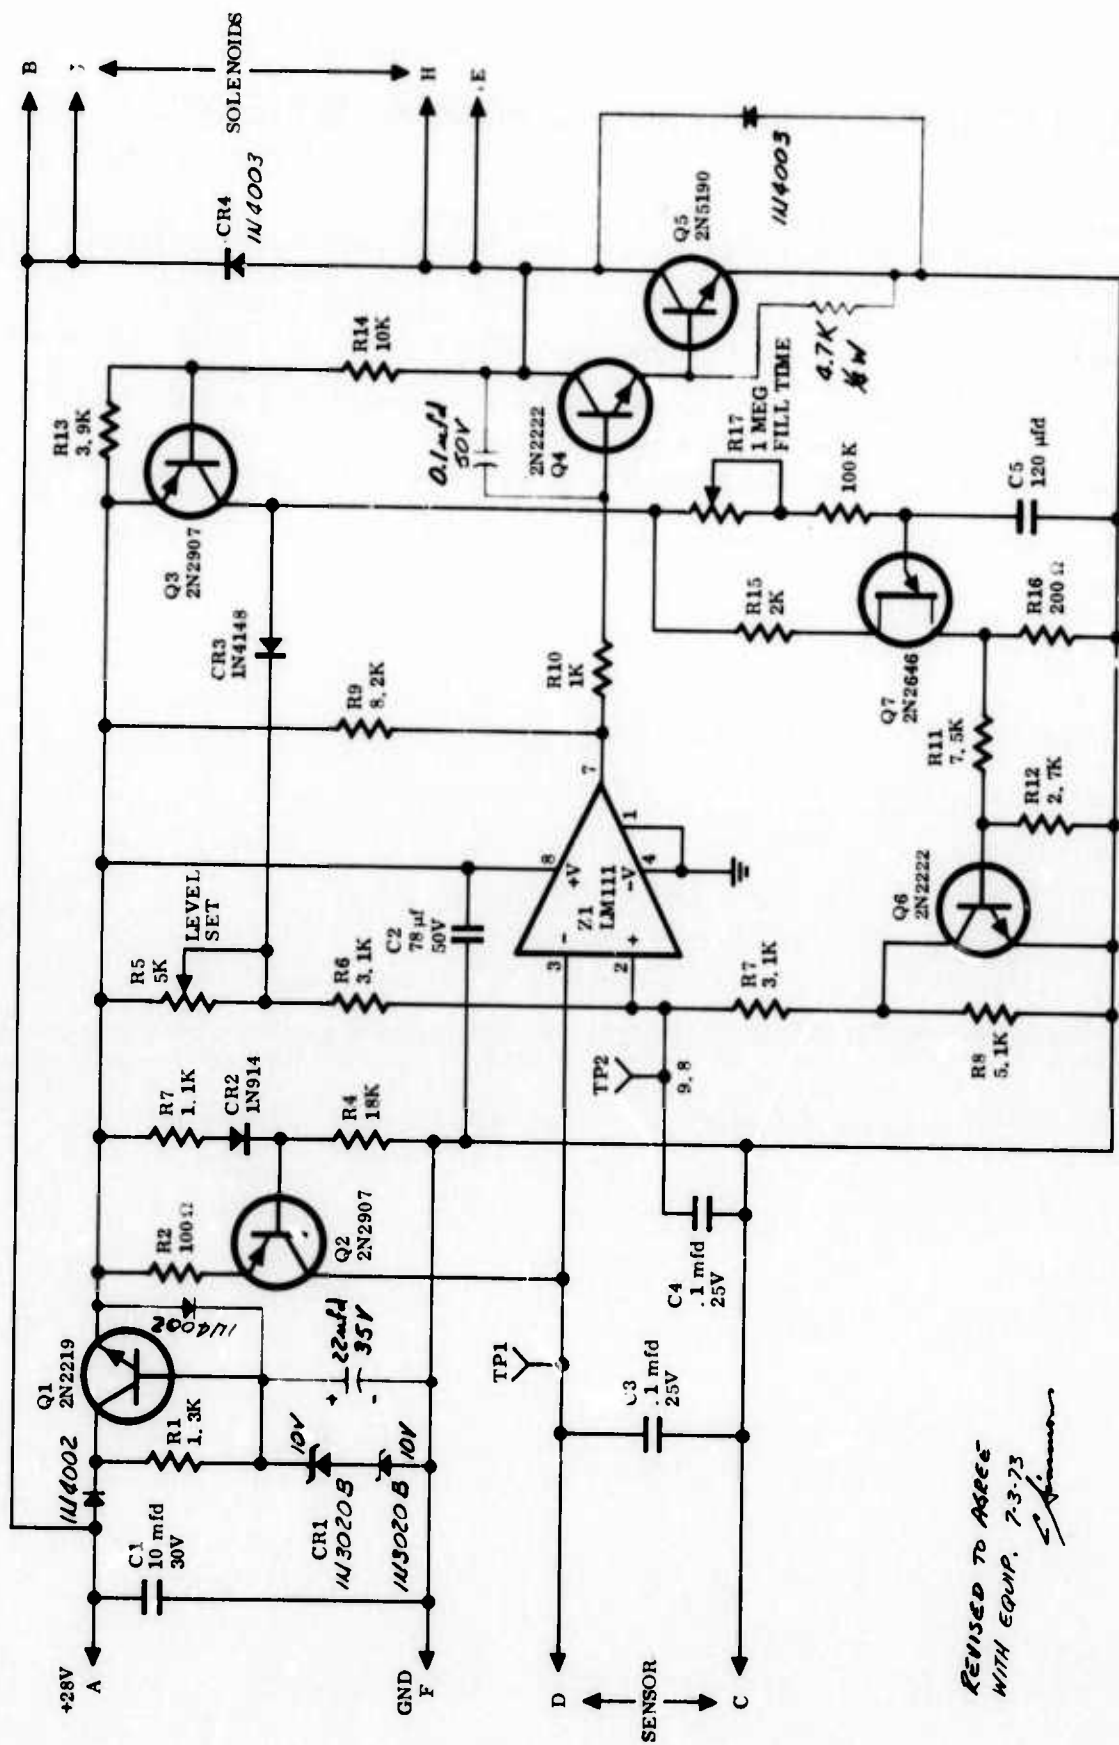 +28V
A
C1
10 mfd
30V
1N4002
Q1
2N2219
R1
1.3K
10V
CR1
1N3020B
10V
1N3020B
1N4002
+ 22mfd
- 35V
R2
100 Ω
Q2
2N2907
R7
1.1K
CR2
1N914
R4
18K
R5
5K
LEVEL
SET
R6
3.1K
C2
78 µf
50V
CR3
1N4148
R9
8.2K
Q3
2N2907
R13
3.9K
R14
10K
CR4
1N4003
B
SOLENOIDS
H
E
0.1mfd
50V
2N2222
Q4
Q5
2N5190
1N4003
4.7K
R17
1 MEG
FILL TIME
100K
C5
120 µfd
R10
1K
R15
2K
Q7
2N2646
R16
200 Ω
R11
7.5K
R12
2.7K
Q6
2N2222
3
-
2
+
Z1
LM111
8
+V
7
4
-V
1
R7
3.1K
R8
5.1K
TP2
9.8
C4
.1 mfd
25V
TP1
C3
.1 mfd
25V
GND
F
D
SENSOR
C
REVISED TO AGREE
WITH EQUIP. 7-3-73